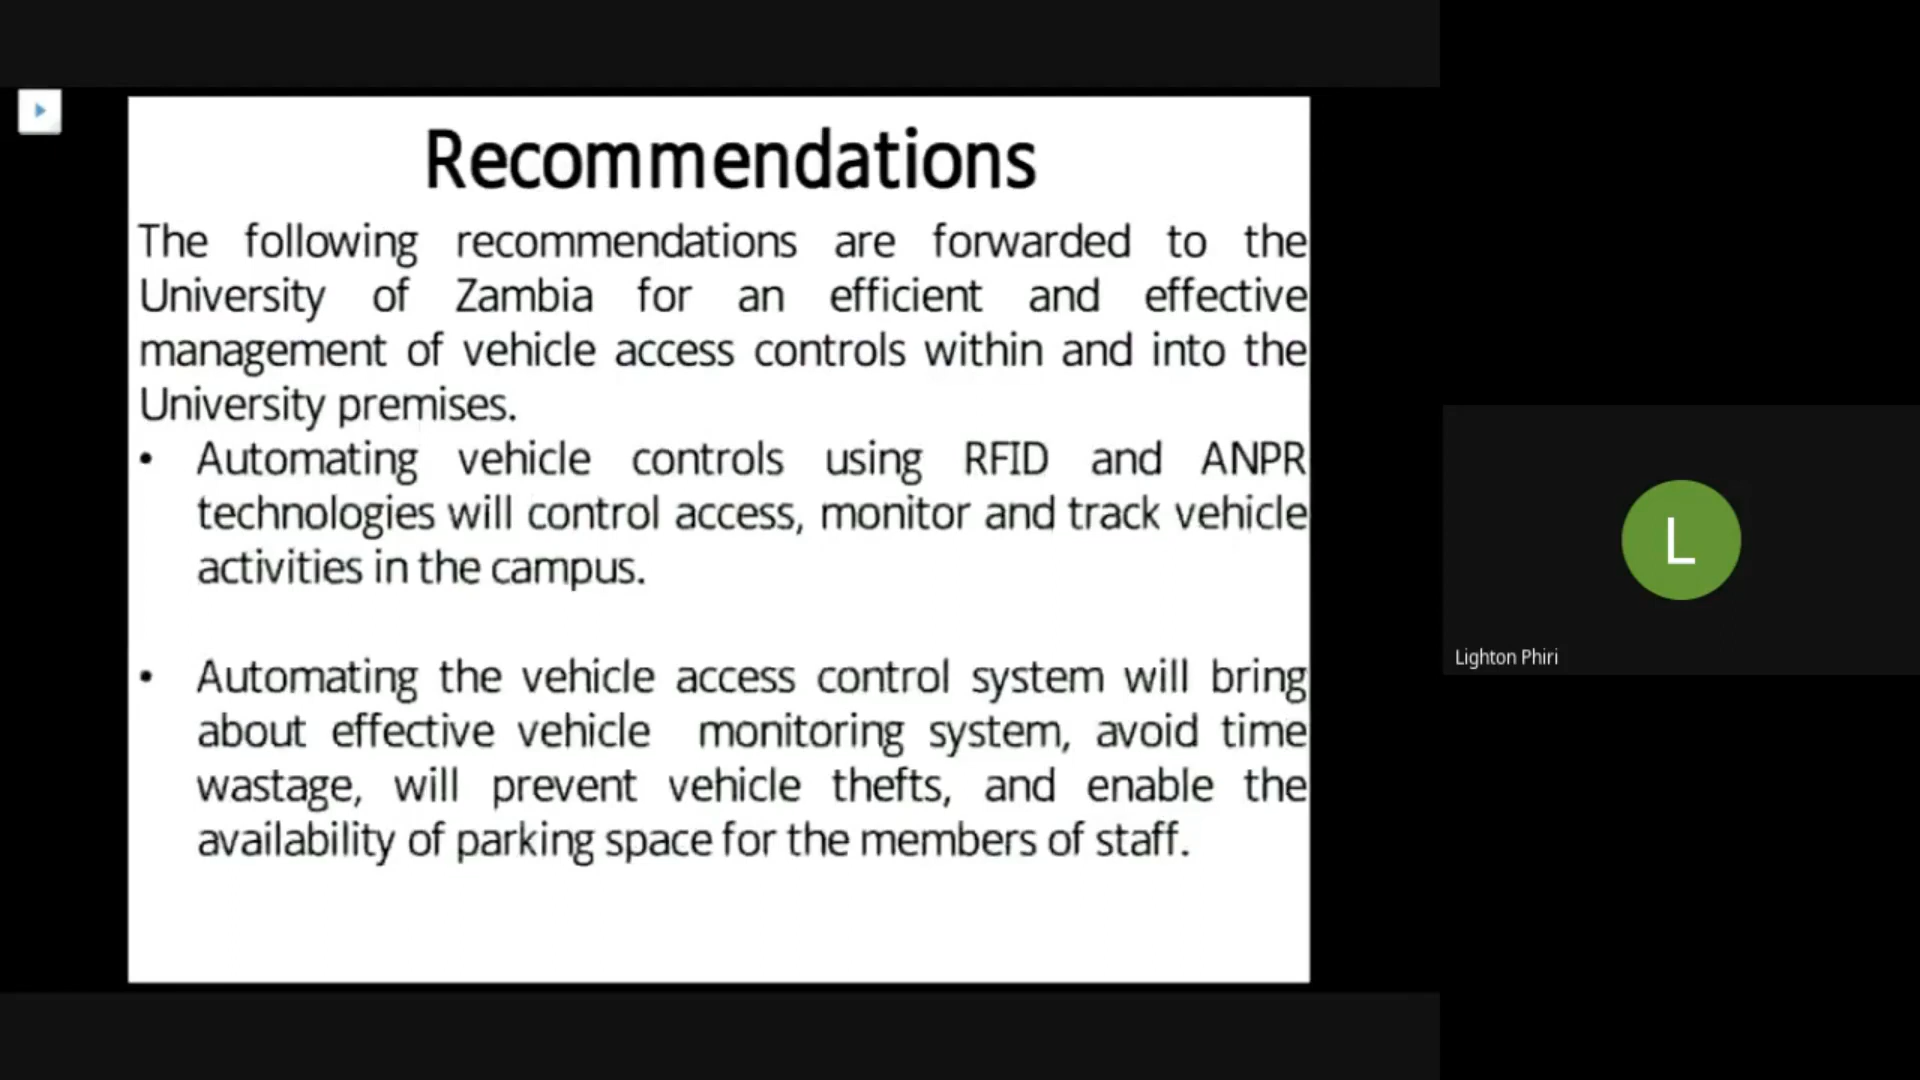 Recommendations
The following recommendations are forwarded to the
University of Zambia for an efficient and effective
management of vehicle access controls within and into the
University premises.
• Automating vehicle controls using RFID and ANPR
technologies will control access, monitor and track vehicle
activities in the campus.
• Automating the vehicle access control system will bring
about effective vehicle monitoring system, avoid time
wastage, will prevent vehicle thefts, and enable the
availability of parking space for the members of staff.
L
Lighton Phiri